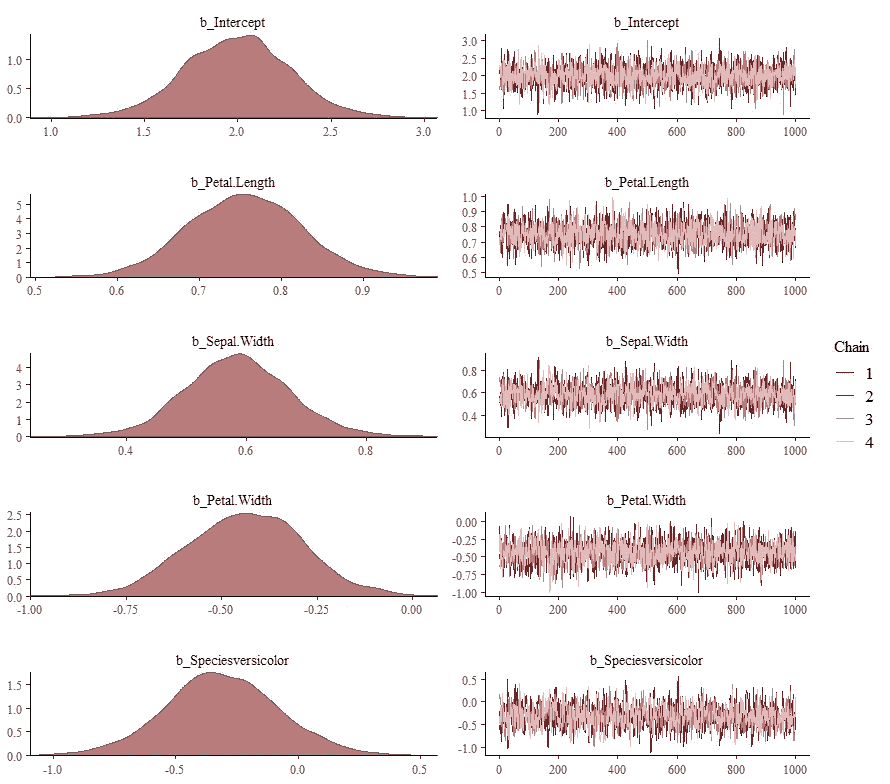 b_Intercept
1.0
0.5
0.0
1.0 1.5 2.0 2.5 3.0
b_Intercept
3.0
2.5
2.0
1.5
1.0
0 200 400 600 800 1000
b_Petal.Length
5
4
3
2
1
0
0.5 0.6 0.7 0.8 0.9
b_Petal.Length
1.0
0.9
0.8
0.7
0.6
0.5
0 200 400 600 800 1000
b_Sepal.Width
4
3
2
1
0
0.4 0.6 0.8
b_Sepal.Width
0.8
0.6
0.4
0 200 400 600 800 1000
b_Petal.Width
2.5
2.0
1.5
1.0
0.5
0.0
-1.00 -0.75 -0.50 -0.25 0.00
b_Petal.Width
0.00
-0.25
-0.50
-0.75
-1.00
0 200 400 600 800 1000
b_Speciesversicolor
1.5
1.0
0.5
0.0
-1.0 -0.5 0.0 0.5
b_Speciesversicolor
0.5
0.0
-0.5
-1.0
0 200 400 600 800 1000
Chain
1
2
3
4